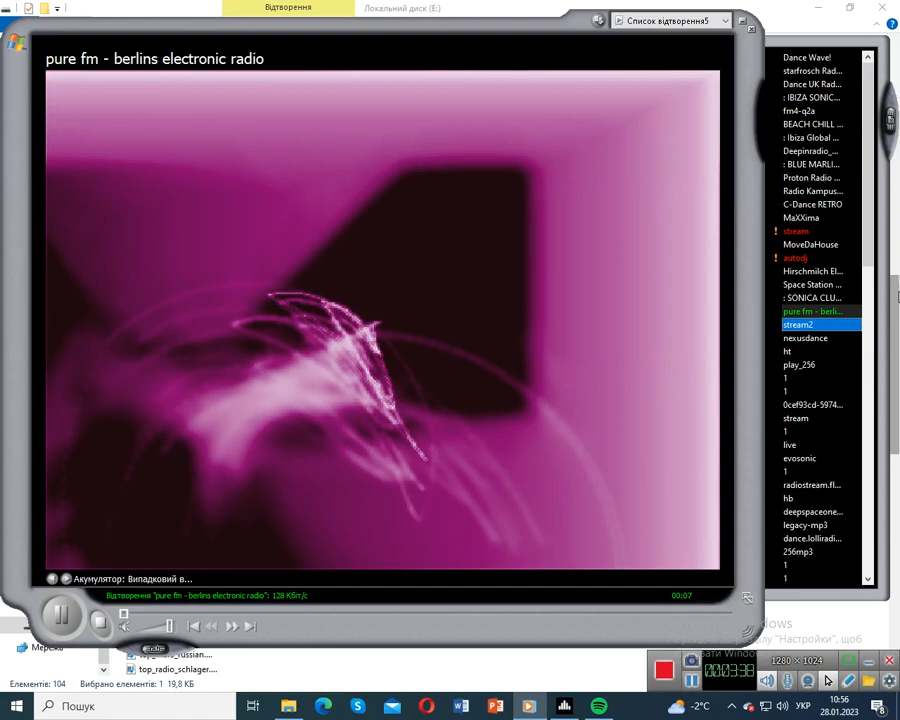 Відтворення
Локальний диск (E:)
Список відтворення5
pure fm - berlins electronic radio
Dance Wave!
starfrosch Rad...
Dance UK Rad...
: IBIZA SONIC...
fm4-q2a
BEACH CHILL ...
: Ibiza Global ...
Deepinradio_...
: BLUE MARLI...
Proton Radio ...
Radio Kampus...
C-Dance RETRO
MaXXima
! stream
MoveDaHouse
! autodj
Hirschmilch El...
Space Station ...
: SONICA CLU...
pure fm - berli...
stream2
nexusdance
ht
play_256
1
1
0cef93cd-5974...
stream
1
live
evosonic
1
radiostream.fl...
hb
deepspaceone...
legacy-mp3
dance.lolliradi...
256mp3
1
1
Акумулятор: Випадковий в...
Відтворення "pure fm - berlins electronic radio": 128 Кбіт/с
00:07
"Настройки", щоб
Мережа
top_radio_schlager....
Елементів: 104
Вибрано елементів: 1 19,8 КБ
1280 × 1024
00:03:38
Пошук
-2°C
УКР
10:56
28.01.2023
8